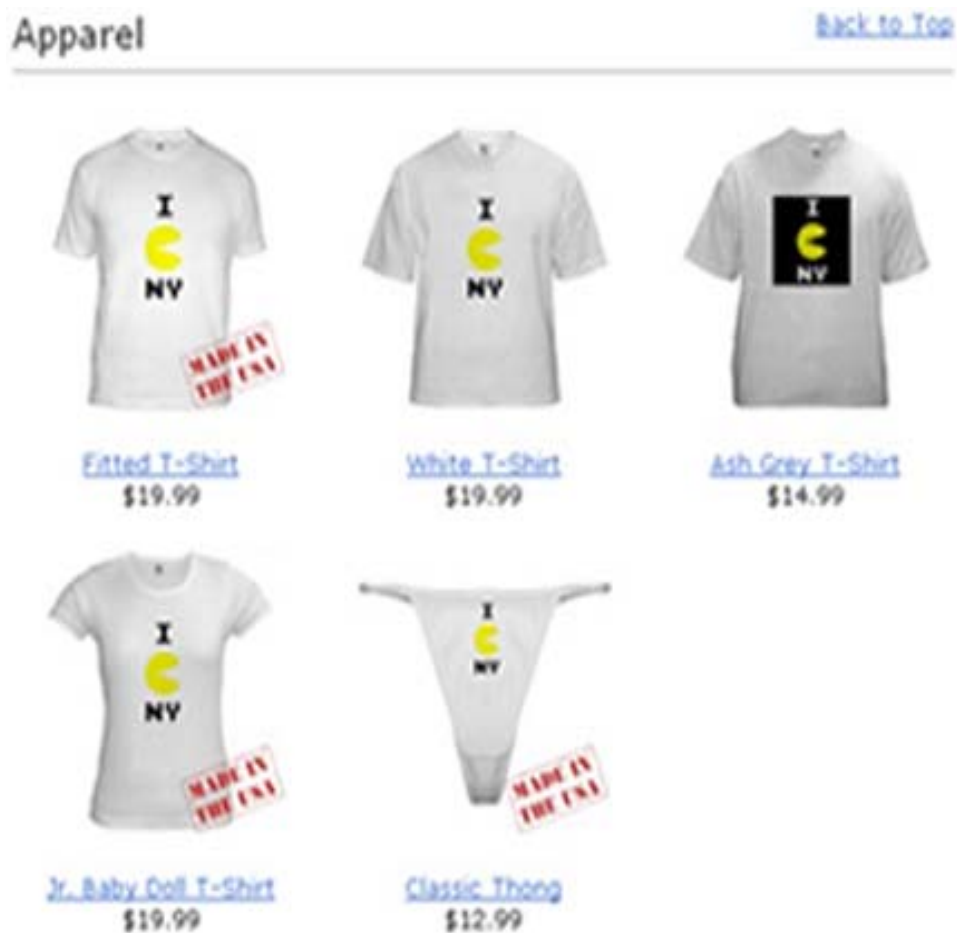 Apparel
Back to Top
I
NY
I
NY
I
NY
MADE IN
THE USA
Fitted T-Shirt
$19.99
White T-Shirt
$19.99
Ash Grey T-Shirt
$14.99
I
NY
I
NY
MADE IN
THE USA
MADE IN
THE USA
Jr. Baby Doll T-Shirt
$19.99
Classic Thong
$12.99